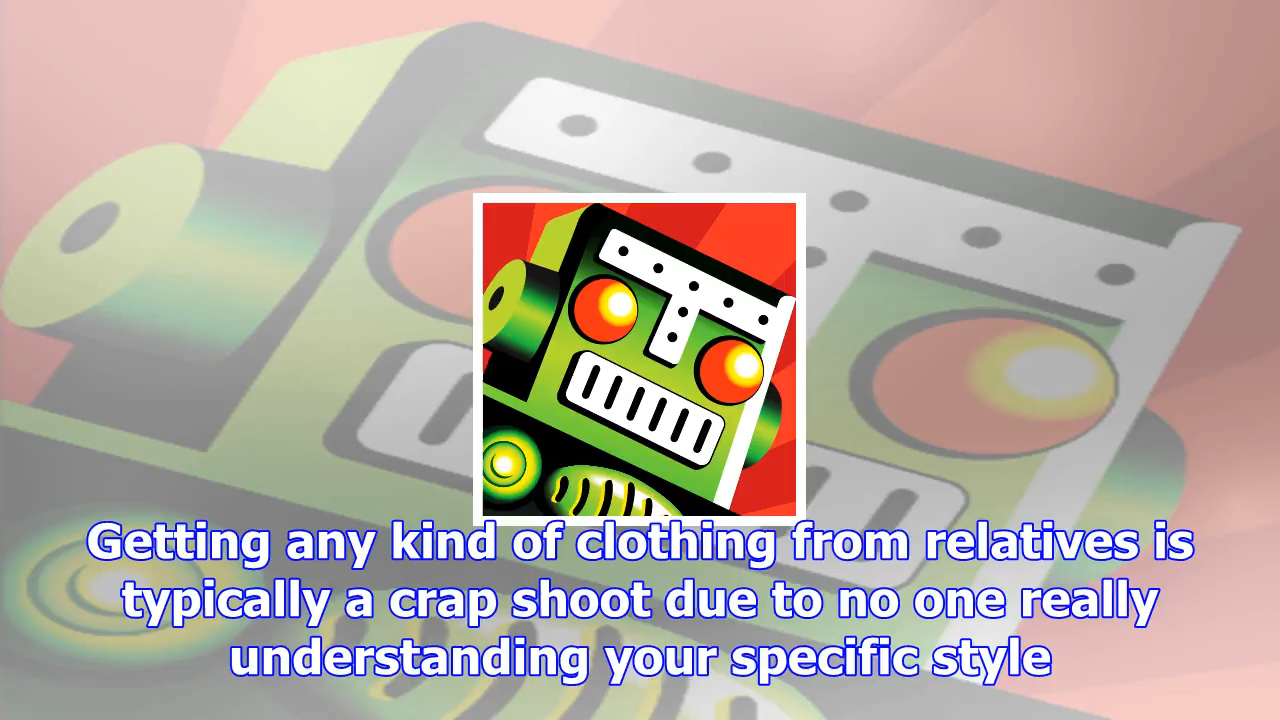 Getting any kind of clothing from relatives is
typically a crap shoot due to no one really
understanding your specific style